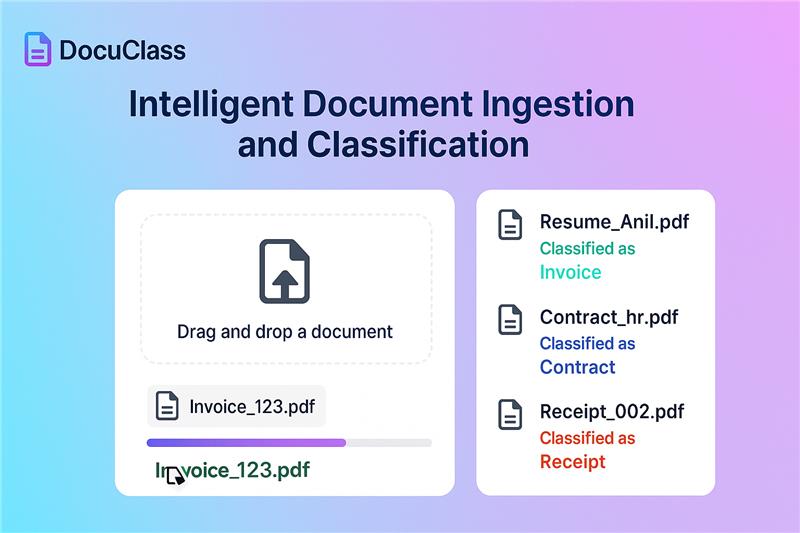 DocuClass
Intelligent Document Ingestion
and Classification
Drag and drop a document
Invoice_123.pdf
Invoice_123.pdf
Resume_Anil.pdf
Classified as
Invoice
Contract_hr.pdf
Classified as
Contract
Receipt_002.pdf
Classified as
Receipt